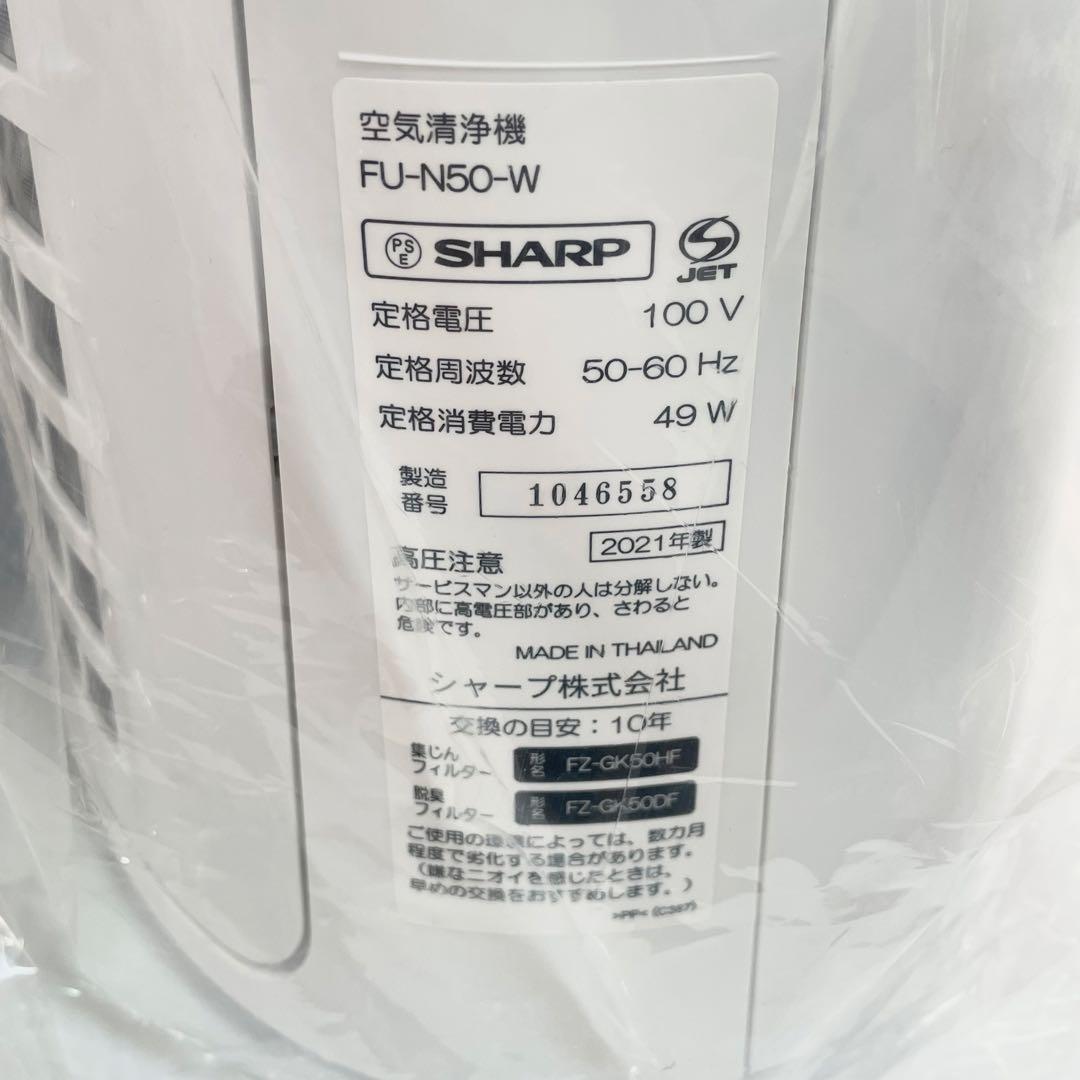 空気清浄機
FU-N50-W
PS E SHARP
JET
定格電圧 100 V
定格周波数 50-60 Hz
定格消費電力 49 W
製造
番号 1046558
2021年製
高圧注意
サービスマン以外の人は分解しない。
内部に高電圧部があり、さわると
危険です。
MADE IN THAILAND
シャープ株式会社
交換の目安：10年
集じん
フィルター 形名 FZ-GK50HF
脱臭
フィルター 形名 FZ-GK50DF
ご使用の環境によっては、数カ月
程度で劣化する場合があります。
（嫌なニオイを感じたときは、
早めの交換をおすすめします。）
>PP< (C387)